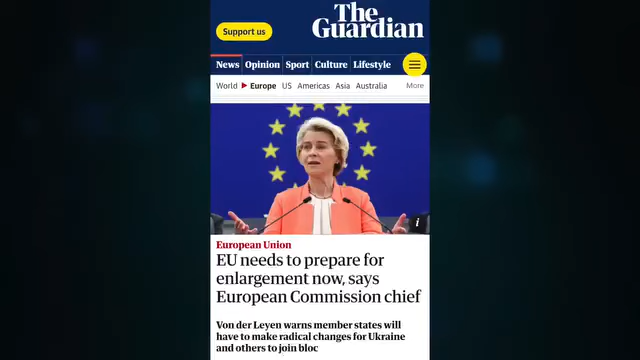 Support us
The
Guardian
News Opinion Sport Culture Lifestyle
World Europe US Americas Asia Australia More
i
European Union
EU needs to prepare for
enlargement now, says
European Commission chief
Von der Leyen warns member states will
have to make radical changes for Ukraine
and others to join bloc